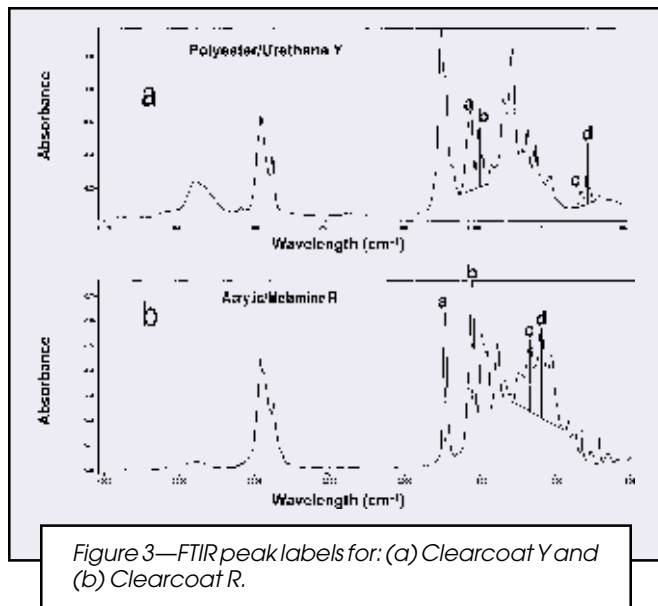 Polyester/Urethane Y
a
a
b
d
c
Absorbance
Wavelength (cm⁻¹)
b
Acrylic/Melamine R
b
a
c
d
Absorbance
Wavelength (cm⁻¹)
Figure 3—FTIR peak labels for: (a) Clearcoat Y and
(b) Clearcoat R.